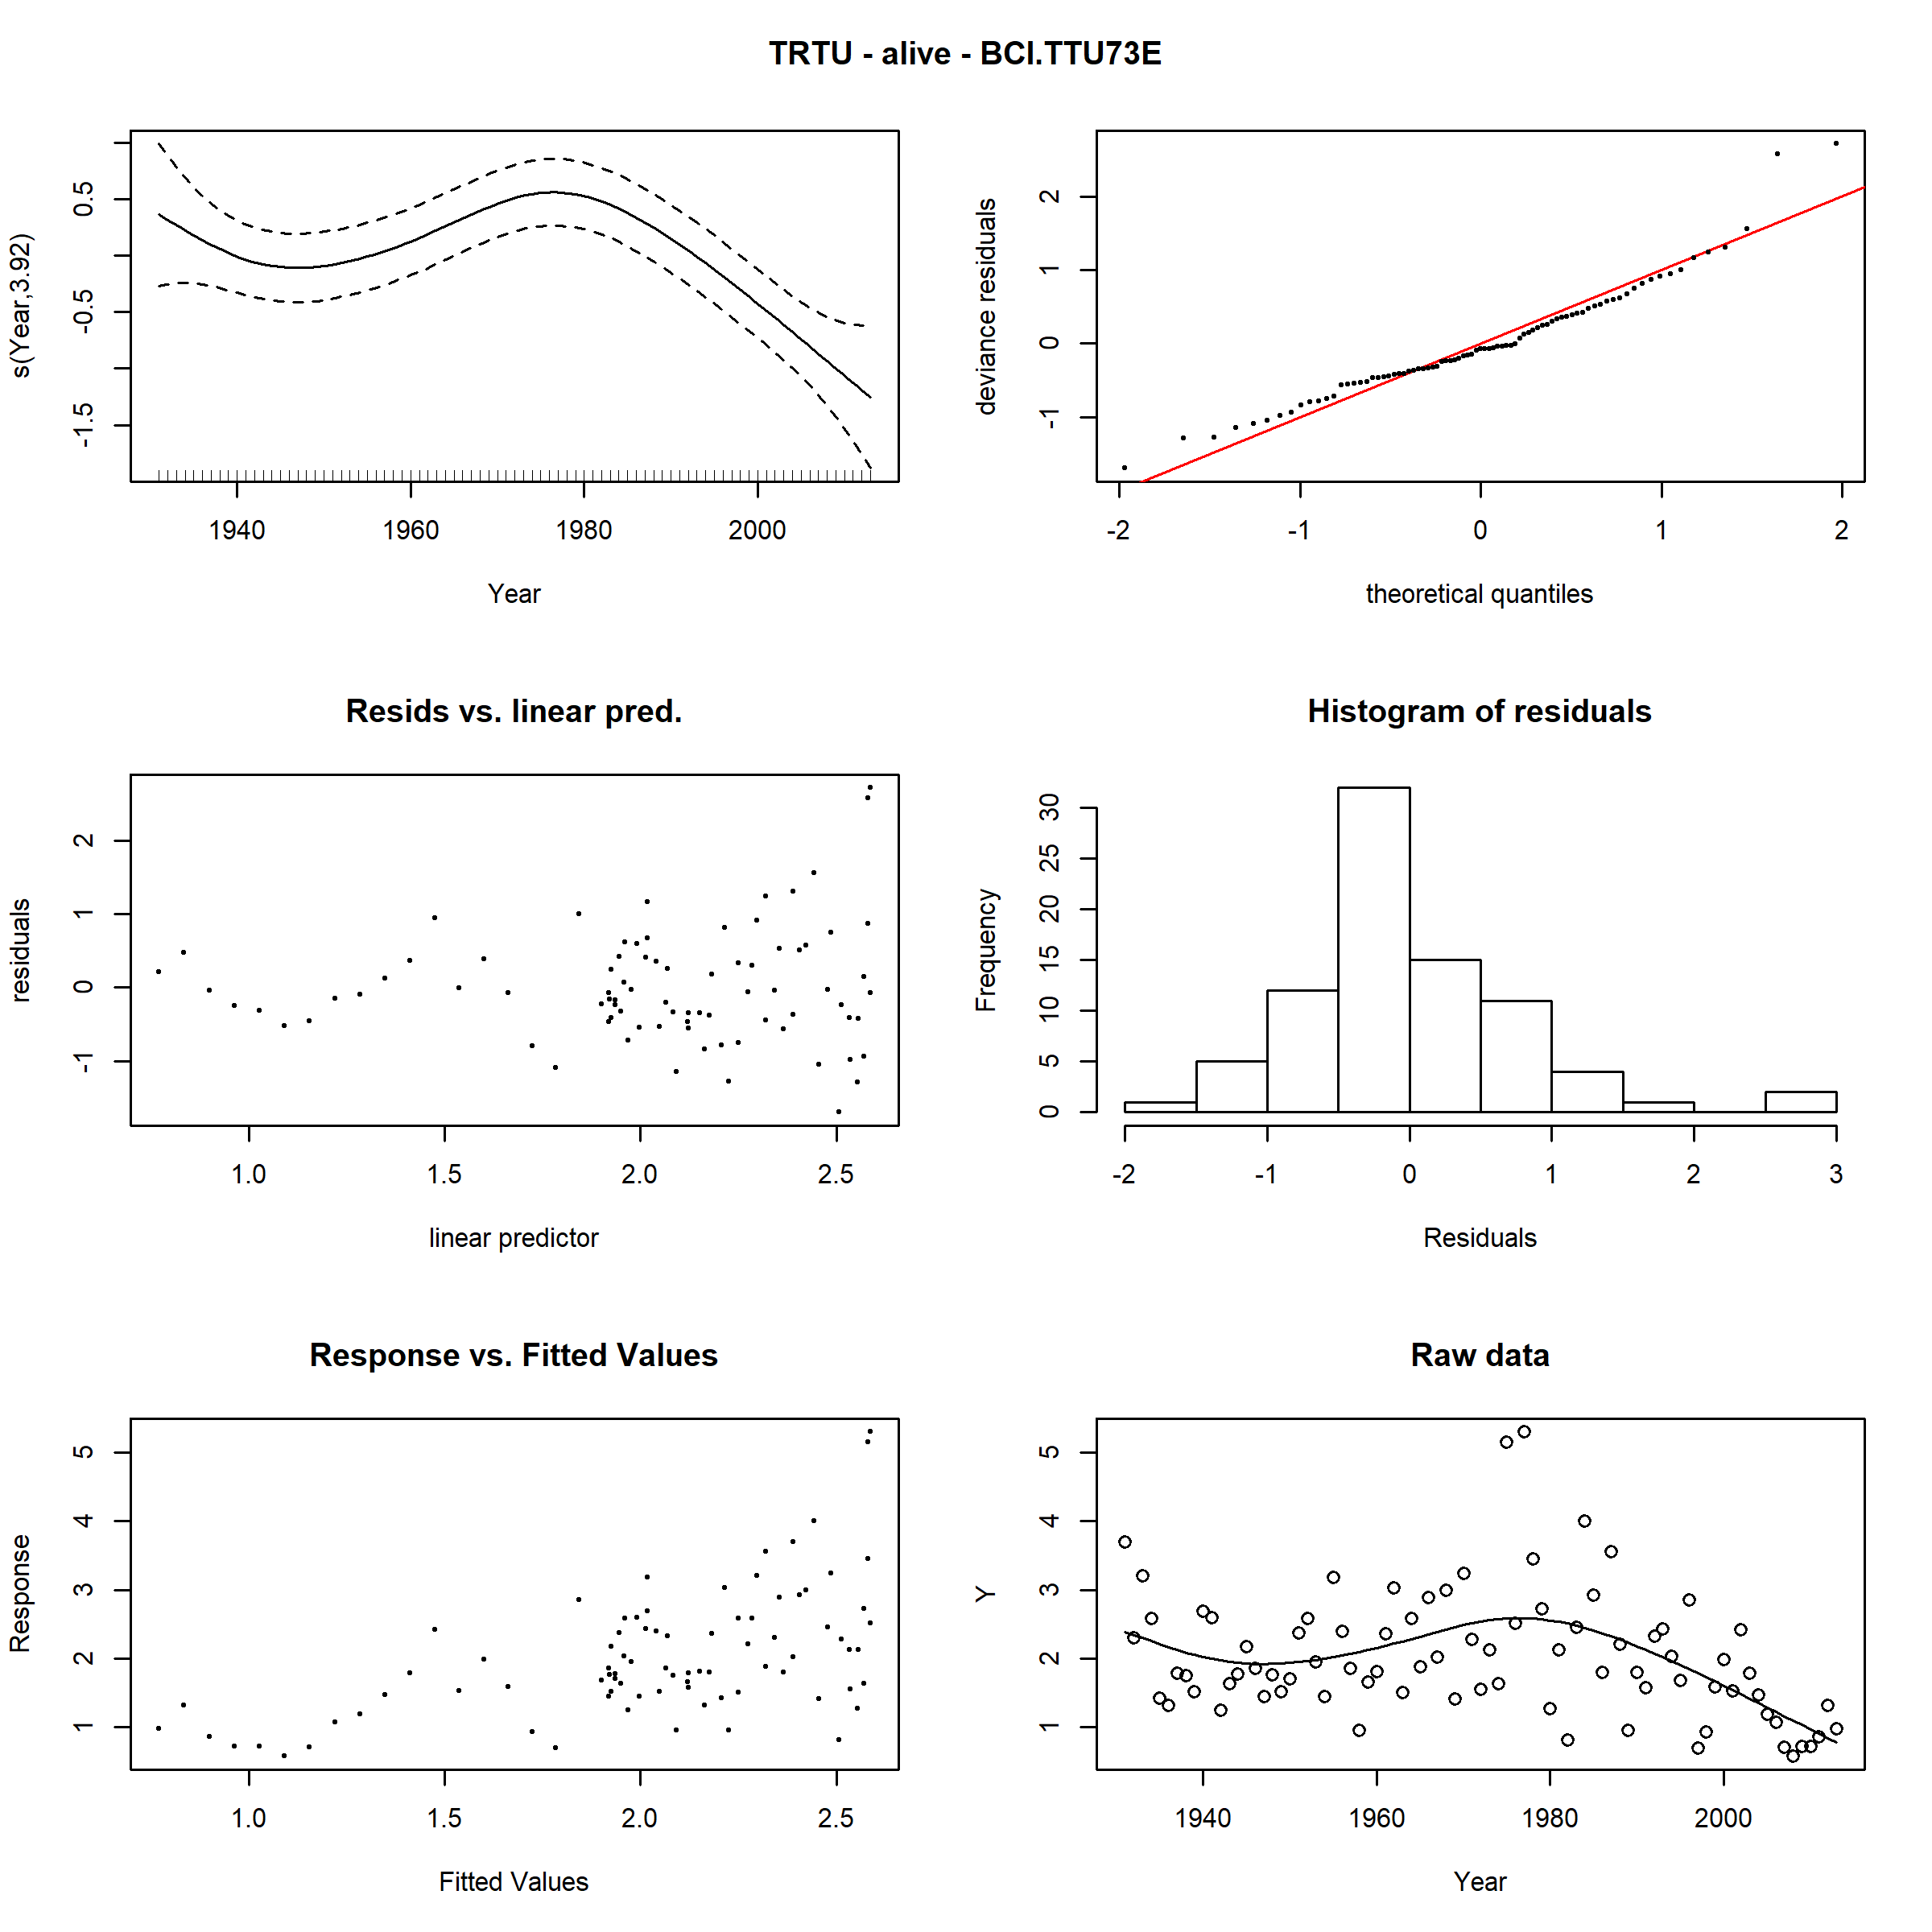 TRTU - alive - BCI.TTU73E
s(Year,3.92)
-1.5 -0.5 0.5
1940 1960 1980 2000
Year
deviance residuals
-1 0 1 2
-2 -1 0 1 2
theoretical quantiles
Resids vs. linear pred.
residuals
-1 0 1 2
1.0 1.5 2.0 2.5
linear predictor
Histogram of residuals
Frequency
0 5 10 15 20 25 30
-2 -1 0 1 2 3
Residuals
Response vs. Fitted Values
Response
1 2 3 4 5
1.0 1.5 2.0 2.5
Fitted Values
Raw data
Y
1 2 3 4 5
1940 1960 1980 2000
Year